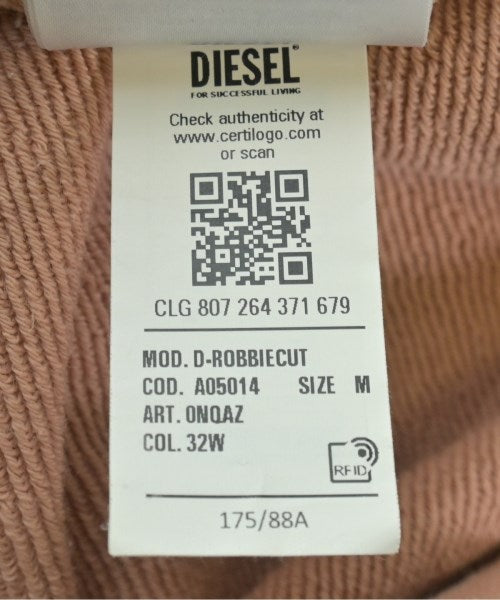 DIESEL
FOR SUCCESSFUL LIVING
Check authenticity at
www.certilogo.com
or scan
CLG 807 264 371 679
MOD. D-ROBBIECUT
COD. A05014 SIZE M
ART. 0NQAZ
COL. 32W
RFID
175/88A